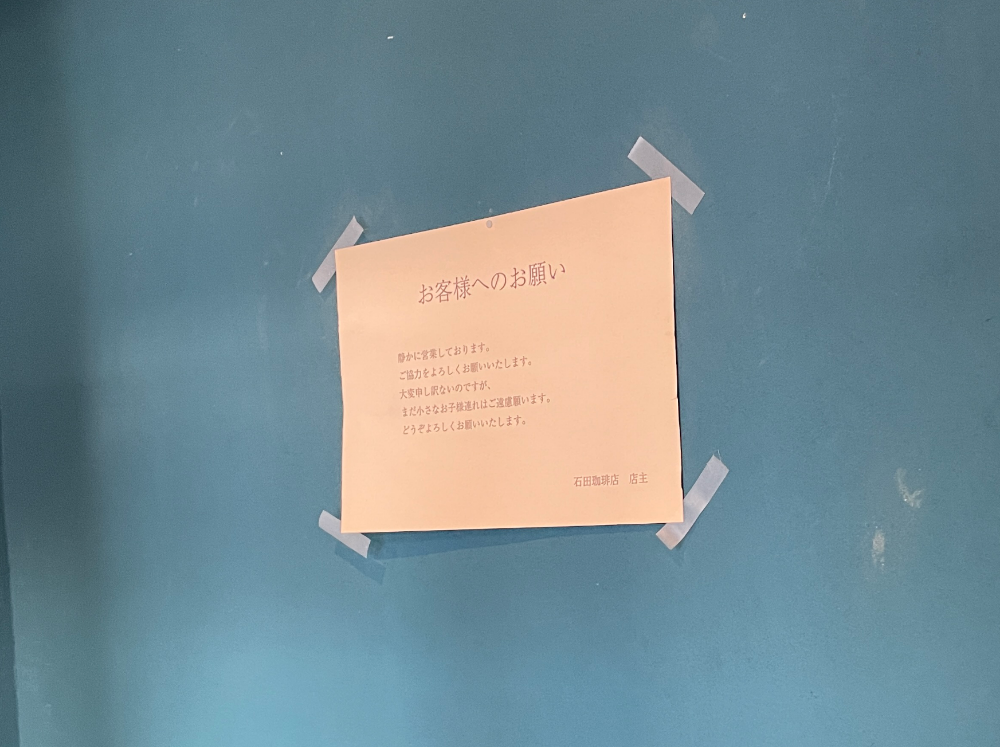 お客様へのお願い
静かに営業しております。
ご協力をよろしくお願いいたします。
大変申し訳ないのですが、
まだ小さなお子様連れはご遠慮願います。
どうぞよろしくお願いいたします。
石田珈琲店　店主